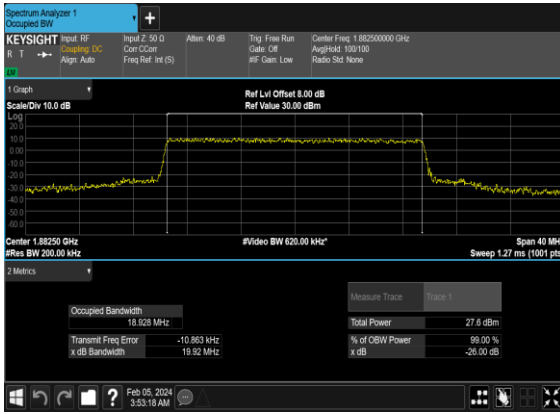 Spectrum Analyzer 1
Occupied BW
KEYSIGHT Input: RF Input Z: 50 Ω Atten: 40 dB Trig: Free Run Center Freq: 1.882500000 GHz
R T Coupling: DC Corr CCorr Gate: Off Avg|Hold: 100/100
Align: Auto Freq Ref: Int (S) #IF Gain: Low Radio Std: None
1 Graph
Ref Lvl Offset 8.00 dB
Scale/Div 10.0 dB Ref Value 30.00 dBm
Log
20.0
10.0
0.00
-10.0
-20.0
-30.0
-40.0
-50.0
-60.0
Center 1.88250 GHz #Video BW 620.00 kHz* Span 40 MH
#Res BW 200.00 kHz Sweep 1.27 ms (1001 pts
2 Metrics
Measure Trace Trace 1
Occupied Bandwidth
18.928 MHz Total Power 27.6 dBm
Transmit Freq Error -10.863 kHz % of OBW Power 99.00 %
x dB Bandwidth 19.92 MHz x dB -26.00 dB
Feb 05, 2024
3:53:18 AM